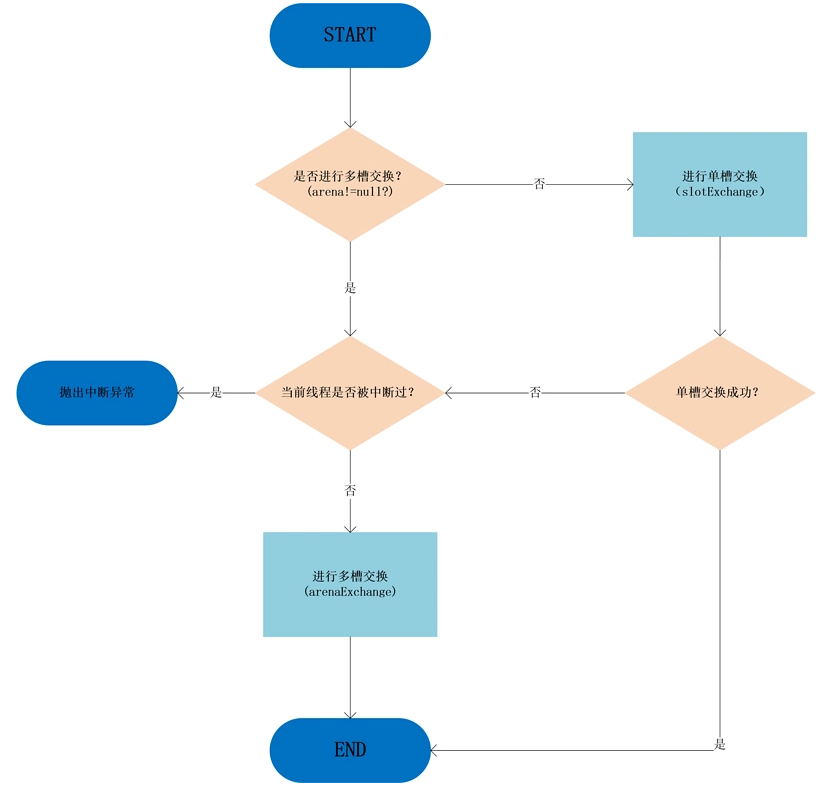 START
是否进行多槽交换?
(arena!=null?)
否
进行单槽交换
（slotExchange）
是
抛出中断异常
是
当前线程是否被中断过?
否
单槽交换成功?
否
进行多槽交换
(arenaExchange)
END
是